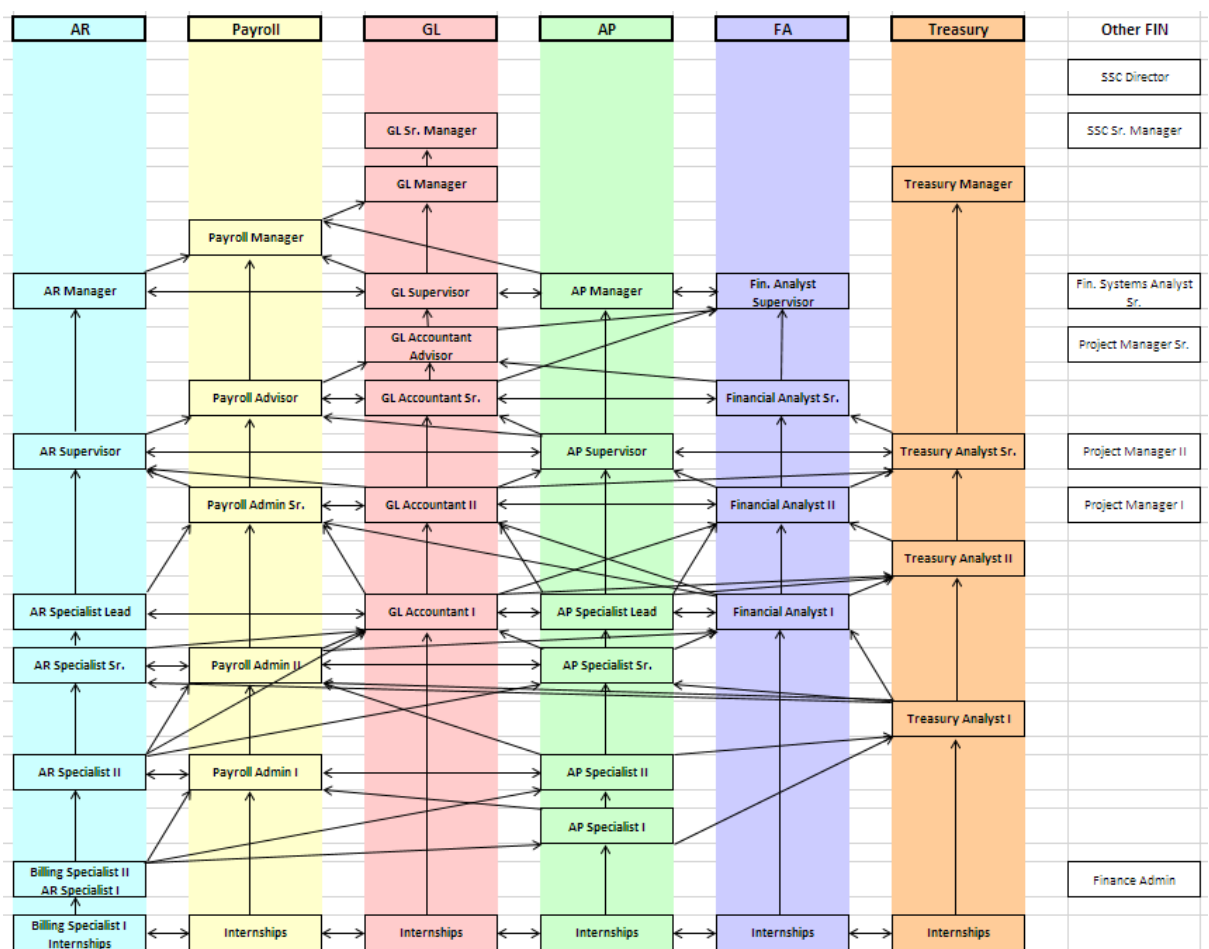 AR Payroll GL AP FA Treasury Other FIN
SSC Director
GL Sr. Manager SSC Sr. Manager
GL Manager Treasury Manager
Payroll Manager
AR Manager GL Supervisor AP Manager Fin. Analyst Fin. Systems Analyst
Supervisor Sr.
GL Accountant Project Manager Sr.
Advisor
Payroll Advisor GL Accountant Sr. Financial Analyst Sr.
AR Supervisor AP Supervisor Treasury Analyst Sr. Project Manager II
Payroll Admin Sr. GL Accountant II Financial Analyst II Project Manager I
Treasury Analyst II
AR Specialist Lead GL Accountant I AP Specialist Lead Financial Analyst I
AR Specialist Sr. Payroll Admin II AP Specialist Sr.
Treasury Analyst I
AR Specialist II Payroll Admin I AP Specialist II
AP Specialist I
Billing Specialist II Finance Admin
AR Specialist I
Billing Specialist I Internships Internships Internships Internships Internships
Internships